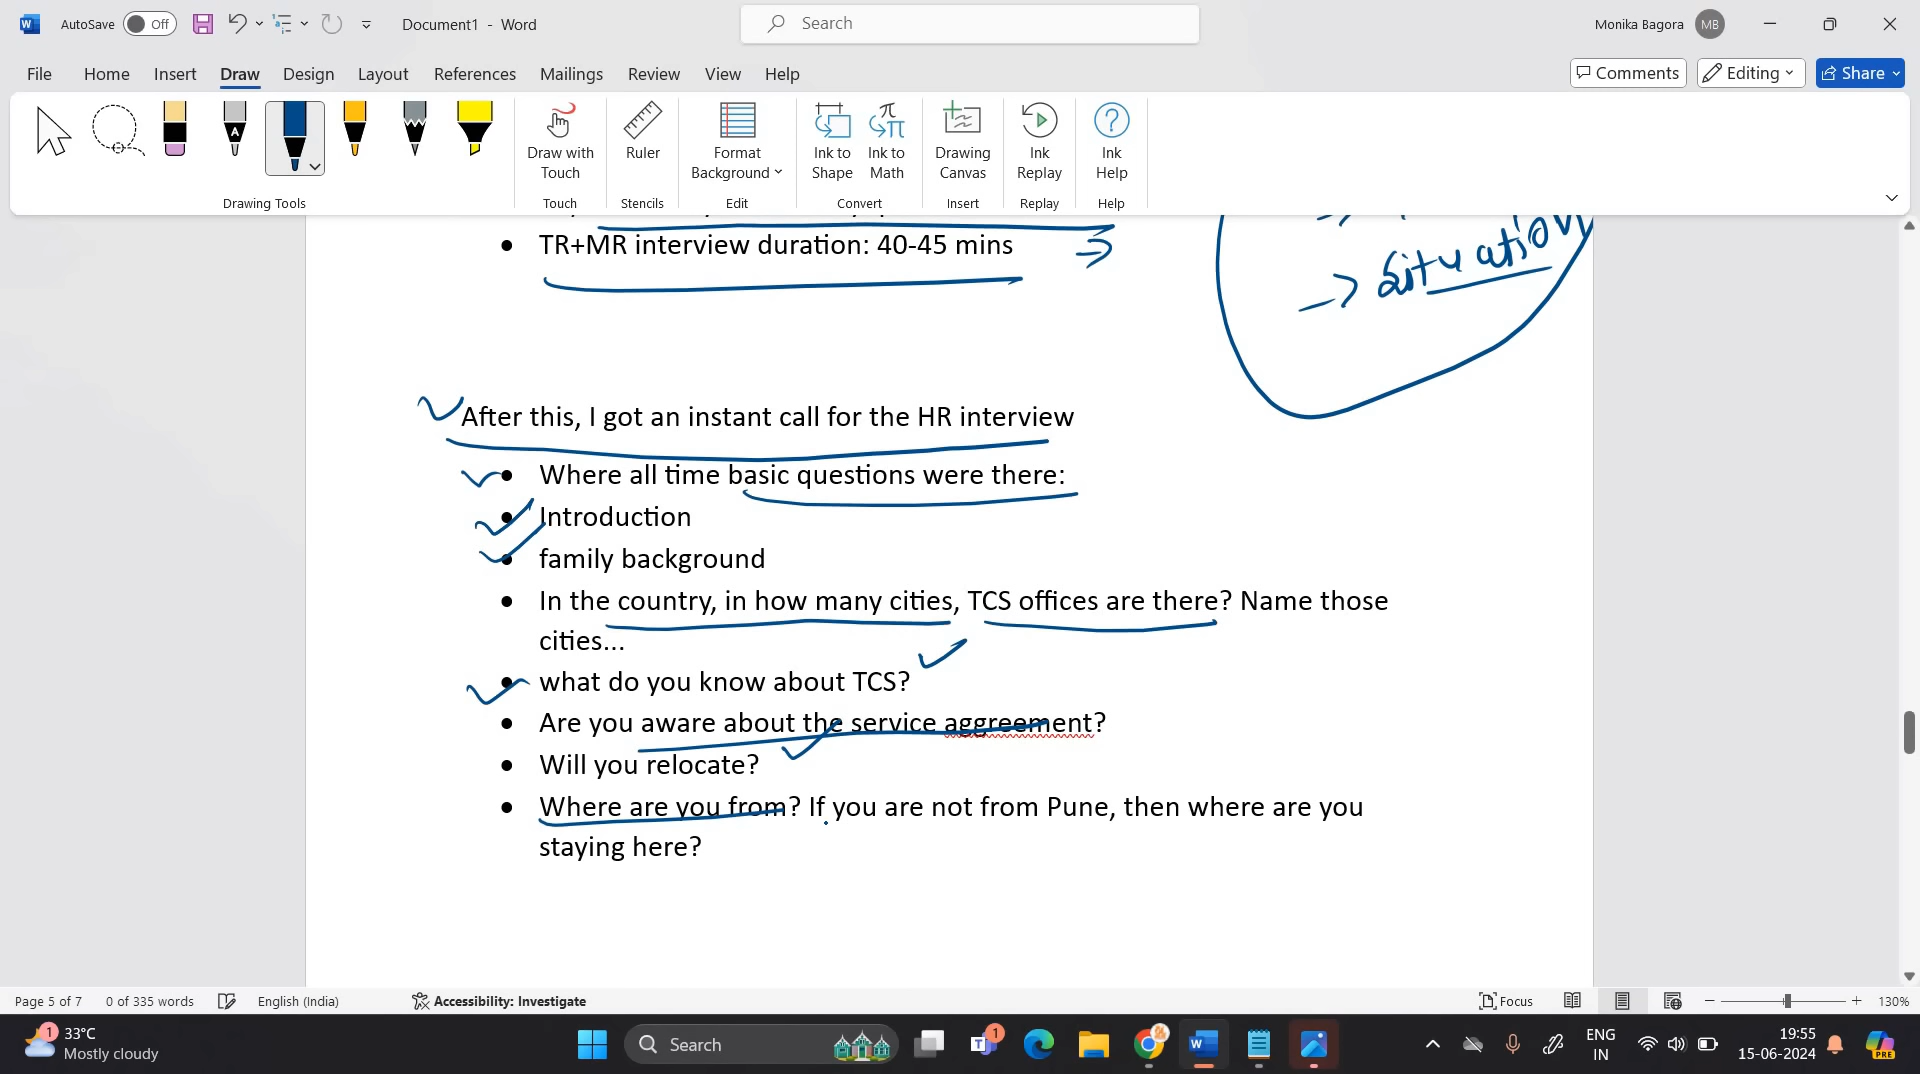 AutoSave Off Document1 - Word Search Monika Bagora MB
File Home Insert Draw Design Layout References Mailings Review View Help Comments Editing Share
A
Draw with Touch Ruler Format Background Ink to Shape Ink to Math Drawing Canvas Ink Replay Ink Help
Drawing Tools Touch Stencils Edit Convert Insert Replay Help
• TR+MR interview duration: 40-45 mins
situation
After this, I got an instant call for the HR interview
• Where all time basic questions were there:
• Introduction
• family background
• In the country, in how many cities, TCS offices are there? Name those
cities...
• what do you know about TCS?
• Are you aware about the service aggreement?
• Will you relocate?
• Where are you from? If you are not from Pune, then where are you
staying here?
Page 5 of 7 0 of 335 words English (India) Accessibility: Investigate Focus 130%
1 33°C
Mostly cloudy
Search
1
ENG
IN
19:55
15-06-2024
PRE